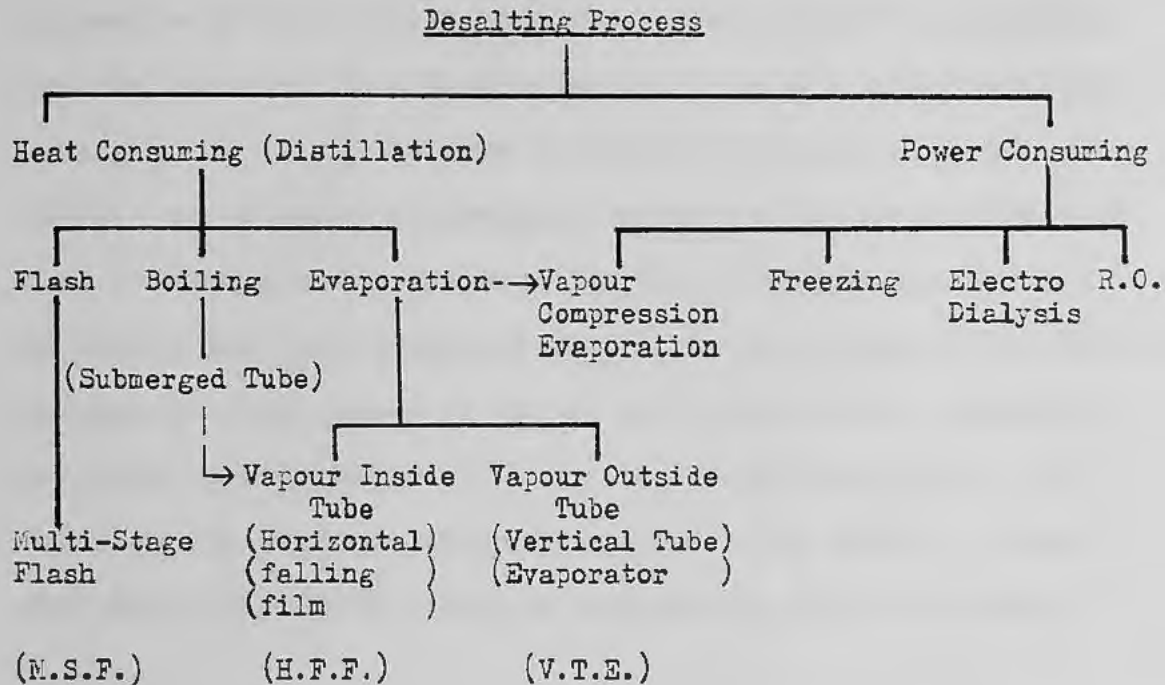 Desalting Process
Heat Consuming (Distillation) Power Consuming
Flash Boiling Evaporation-→Vapour Compression Evaporation Freezing Electro Dialysis R.O.
(Submerged Tube)
Vapour Inside Tube Vapour Outside Tube
Multi-Stage Flash (Horizontal) (falling ) (film ) (Vertical Tube) (Evaporator )
(M.S.F.) (H.F.F.) (V.T.E.)